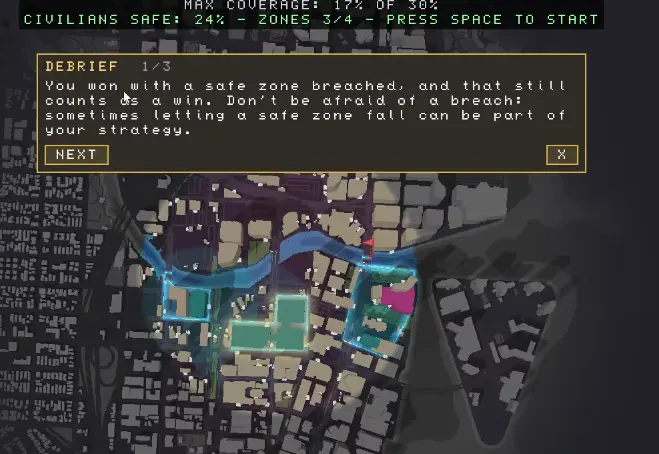 MAX COVERAGE: 17% OF 30%
CIVILIANS SAFE: 24% - ZONES 3/4 - PRESS SPACE TO START
DEBRIEF 1/3
You won with a safe zone breached, and that still
counts as a win. Don't be afraid of a breach:
sometimes letting a safe zone fall can be part of
your strategy.
NEXT X